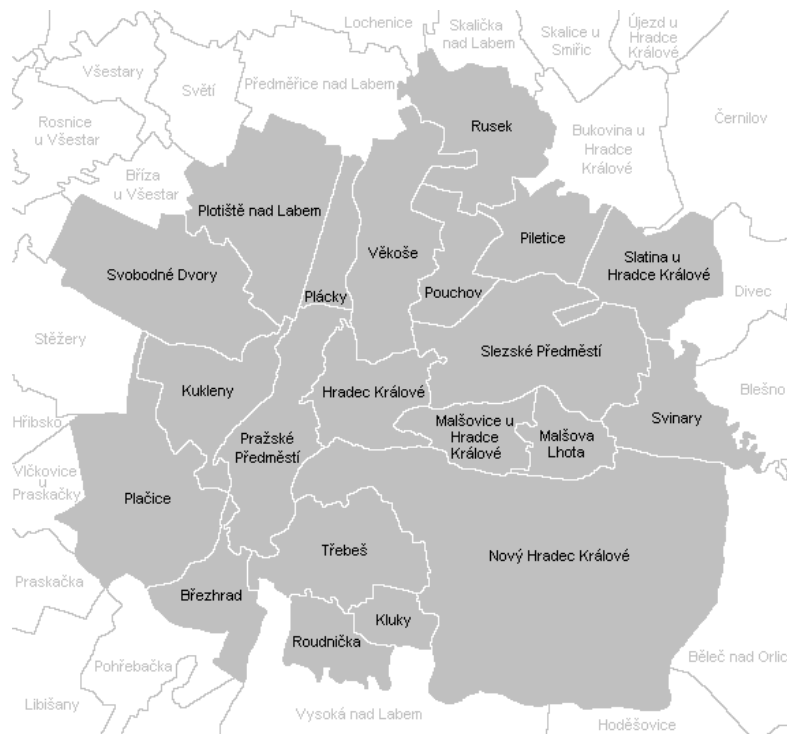 Lochenice
Skalička
nad Labem
Skalice u
Smiřic
Újezd u
Hradce
Králové
Všestary
Světí
Předměřice nad Labem
Rosnice
u Všestar
Rusek
Černilov
Bukovina u
Hradce
Králové
Bříza
u Všestar
Plotiště nad Labem
Piletice
Věkoše
Slatina u
Hradce Králové
Svobodné Dvory
Plácky
Pouchov
Divec
Stěžery
Slezské Předměstí
Kukleny
Hradec Králové
Blešno
Hřibsko
Malšovice u
Hradce
Králové
Malšova
Lhota
Svinary
Pražské
Předměstí
Vlčkovice
u Praskačky
Plačice
Třebeš
Nový Hradec Králové
Praskačka
Březhrad
Kluky
Roudnička
Pohřebačka
Běleč nad Orlic
Libišany
Vysoká nad Labem
Hoděšovice